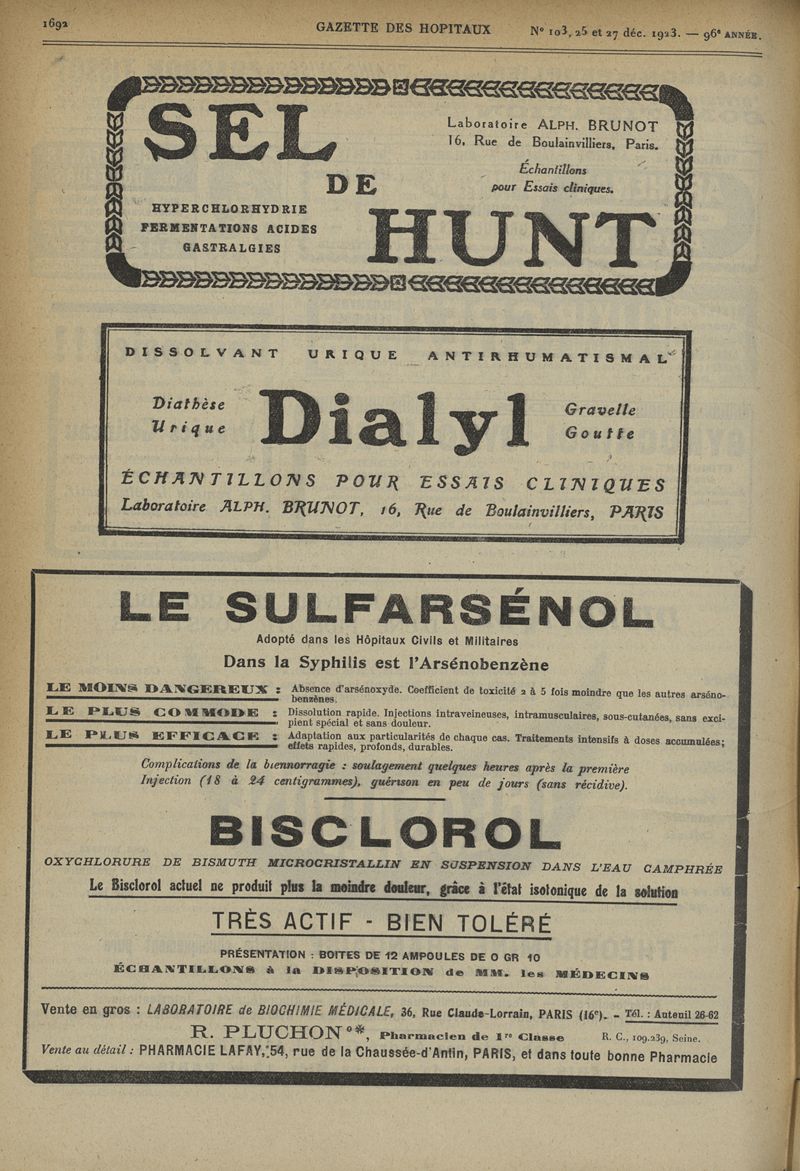 1692
GAZETTE DES HOPITAUX
N° 103, 25 et 27 déc. 1923. — 96e ANNÉE.
SEL
DE
HUNT
Laboratoire ALPH. BRUNOT
16, Rue de Boulainvilliers, Paris.
Échantillons
pour Essais cliniques.
HYPERCHLORHYDRIE
FERMENTATIONS ACIDES
GASTRALGIES
DISSOLVANT URIQUE ANTIRHUMATISMAL
Diathèse
Urique
Dialyl
Gravelle
Goutte
ÉCHANTILLONS POUR ESSAIS CLINIQUES
Laboratoire ALPH. BRUNOT, 16, Rue de Boulainvilliers, PARIS
LE SULFARSÉNOL
Adopté dans les Hôpitaux Civils et Militaires
Dans la Syphilis est l'Arsénobenzène
LE MOINS DANGEREUX : Absence d'arsénoxyde. Coefficient de toxicité 2 à 5 fois moindre que les autres arséno-
benzènes.
LE PLUS COMMODE : Dissolution rapide. Injections intraveineuses, intramusculaires, sous-cutanées, sans exci-
pient spécial et sans douleur.
LE PLUS EFFICACE : Adaptation aux particularités de chaque cas. Traitements intensifs à doses accumulées;
effets rapides, profonds, durables.
Complications de la blennorragie : soulagement quelques heures après la première
Injection (18 à 24 centigrammes), guérison en peu de jours (sans récidive).
BISCLOROL
OXYCHLORURE DE BISMUTH MICROCRISTALLIN EN SUSPENSION DANS L'EAU CAMPHRÉE
Le Bisclorol actuel ne produit plus la moindre douleur, grâce à l'état isotonique de la solution
TRÈS ACTIF - BIEN TOLÉRÉ
PRÉSENTATION : BOITES DE 12 AMPOULES DE 0 GR 10
ÉCHANTILLONS à la DISPOSITION de MM. les MÉDECINS
Vente en gros : LABORATOIRE de BIOCHIMIE MÉDICALE, 36, Rue Claude-Lorrain, PARIS (16e). - Tél. : Auteuil 26-62
R. PLUCHON O*, Pharmacien de 1re Classe R. C., 109.239, Seine.
Vente au détail : PHARMACIE LAFAY, 54, rue de la Chaussée-d'Antin, PARIS, et dans toute bonne Pharmacie